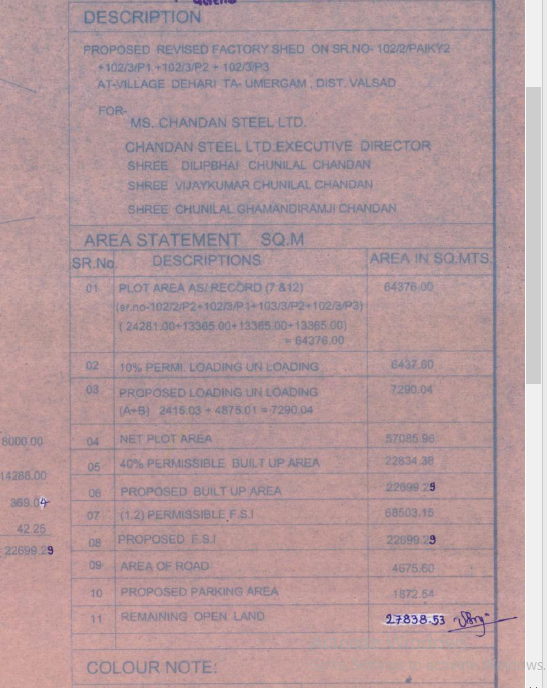 DESCRIPTION
PROPOSED REVISED FACTORY SHED ON SR.NO- 102/2/PAIKY2
+102/3/P1 +102/3/P2 + 102/3/P3
AT-VILLAGE DEHARI TA- UMERGAM , DIST. VALSAD
FOR-
MS. CHANDAN STEEL LTD.
CHANDAN STEEL LTD.EXECUTIVE DIRECTOR
SHREE DILIPBHAI CHUNILAL CHANDAN
SHREE VIJAYKUMAR CHUNILAL CHANDAN
SHREE CHUNILAL GHAMANDIRAMJI CHANDAN
AREA STATEMENT SQ.M
SR.No. DESCRIPTIONS AREA IN SQ.MTS.
01 PLOT AREA AS/ RECORD (7 &12) 64376.00
(sr.no-102/2/P2+102/3/P1+103/3/P2+102/3/P3)
( 24281.00+13365.00+13365.00+13365.00)
= 64376.00
02 10% PERMI. LOADING UN LOADING 6437.60
03 PROPOSED LOADING UN LOADING 7290.04
(A+B) 2415.03 + 4875.01 = 7290.04
8000.00 04 NET PLOT AREA 57085.96
05 40% PERMISSIBLE BUILT UP AREA 22834.38
14288.00
06 PROPOSED BUILT UP AREA 22699.29
369.04
07 (1.2) PERMISSIBLE F.S.I 68503.15
42.25
08 PROPOSED F.S.I 22699.29
22699.29
09 AREA OF ROAD 4675.60
10 PROPOSED PARKING AREA 1872.54
11 REMAINING OPEN LAND 27838.53
COLOUR NOTE: